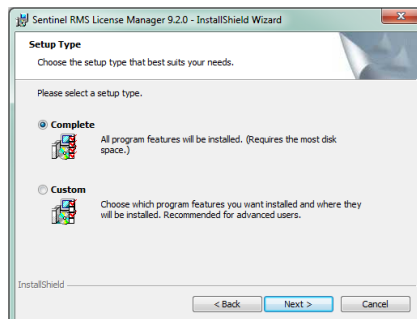 Sentinel RMS License Manager 9.2.0 - InstallShield Wizard
Setup Type
Choose the setup type that best suits your needs.
Please select a setup type.
Complete
All program features will be installed. (Requires the most disk
space.)
Custom
Choose which program features you want installed and where they
will be installed. Recommended for advanced users.
InstallShield
< Back Next > Cancel